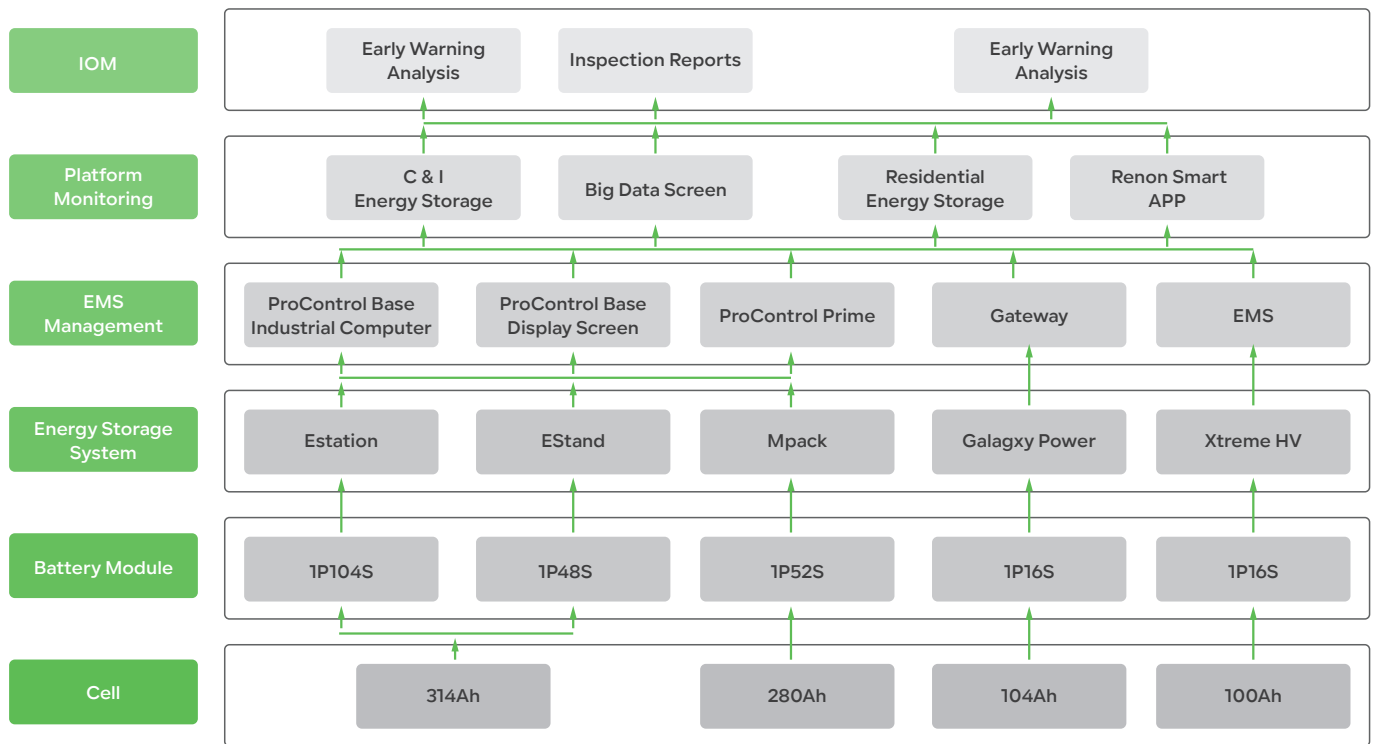 IOM
Early Warning
Analysis
Inspection Reports
Early Warning
Analysis
Platform
Monitoring
C & I
Energy Storage
Big Data Screen
Residential
Energy Storage
Renon Smart
APP
EMS
Management
ProControl Base
Industrial Computer
ProControl Base
Display Screen
ProControl Prime
Gateway
EMS
Energy Storage
System
Estation
EStand
Mpack
Galagxy Power
Xtreme HV
Battery Module
1P104S
1P48S
1P52S
1P16S
1P16S
Cell
314Ah
280Ah
104Ah
100Ah